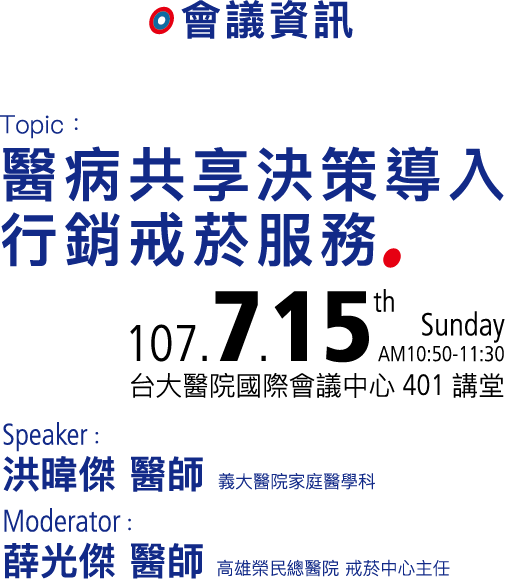 會議資訊
Topic：
醫病共享決策導入
行銷戒菸服務
107.7.15th Sunday
AM10:50-11:30
台大醫院國際會議中心 401 講堂
Speaker :
洪暐傑 醫師 義大醫院家庭醫學科
Moderator :
薛光傑 醫師 高雄榮民總醫院 戒菸中心主任